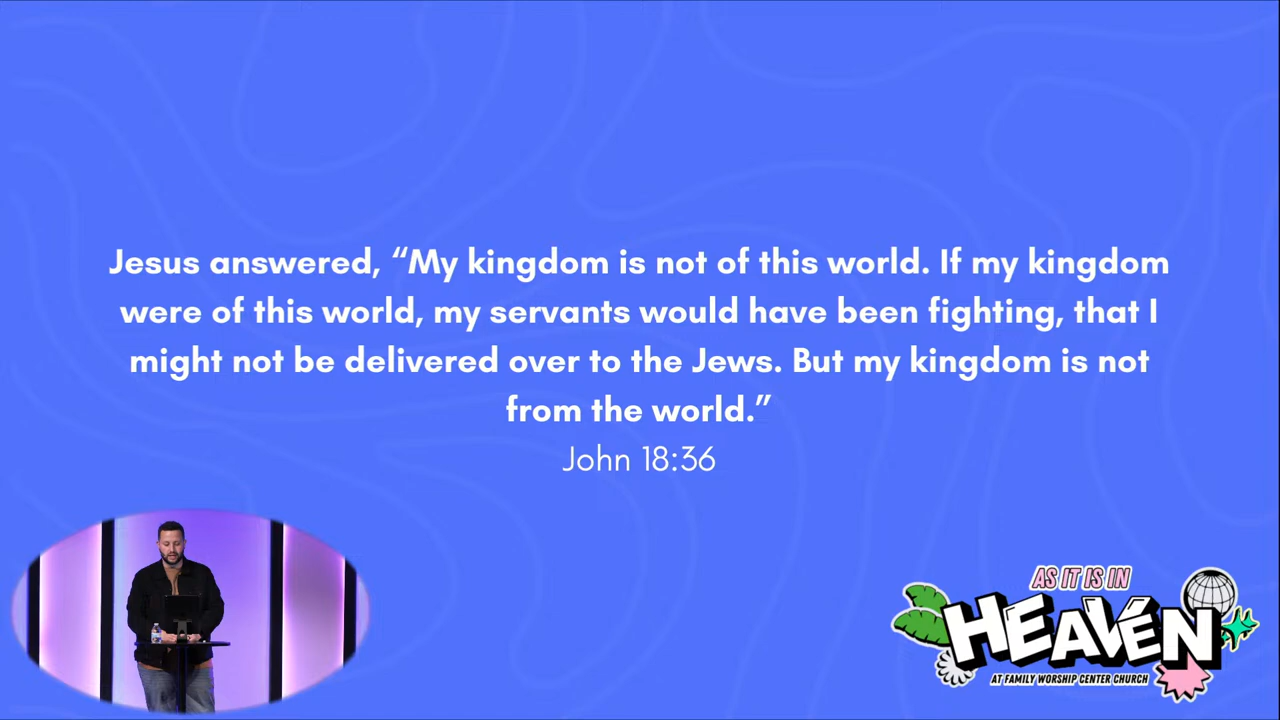 Jesus answered, “My kingdom is not of this world. If my kingdom
were of this world, my servants would have been fighting, that I
might not be delivered over to the Jews. But my kingdom is not
from the world.”
John 18:36
AS IT IS IN
HEAVEN
AT FAMILY WORSHIP CENTER CHURCH